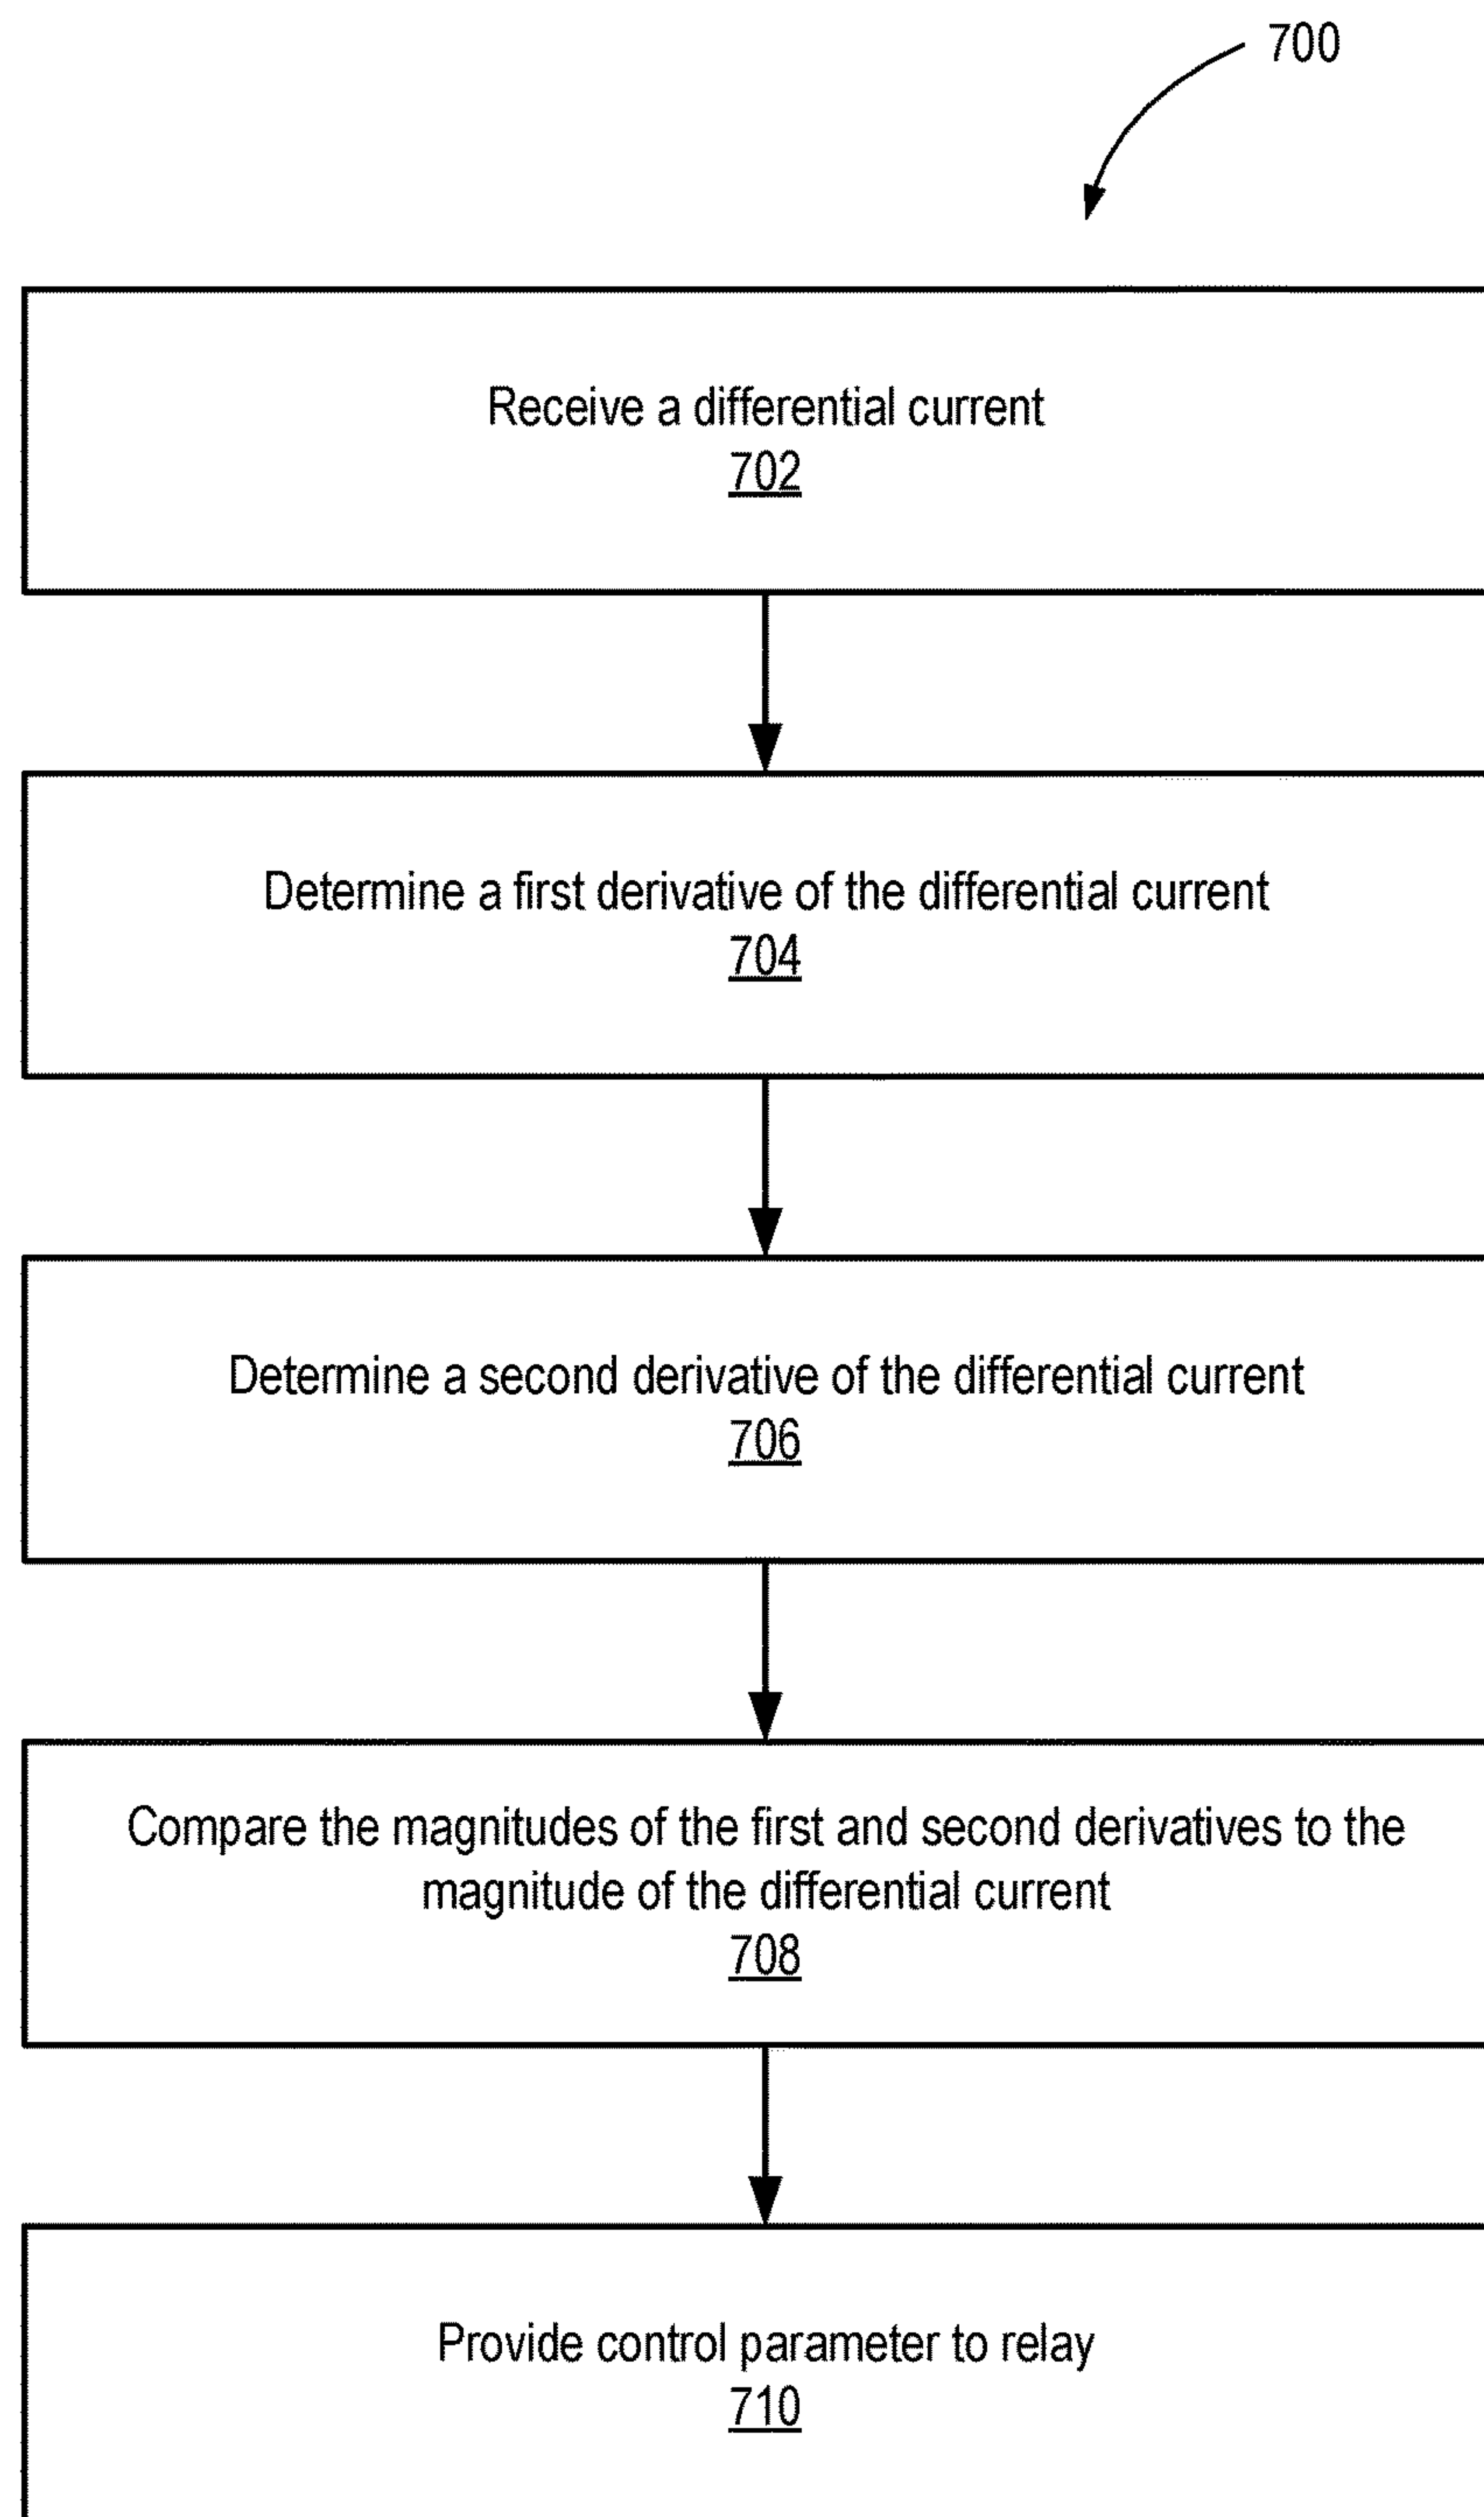 700
Receive a differential current
702
Determine a first derivative of the differential current
704
Determine a second derivative of the differential current
706
Compare the magnitudes of the first and second derivatives to the
magnitude of the differential current
708
Provide control parameter to relay
710